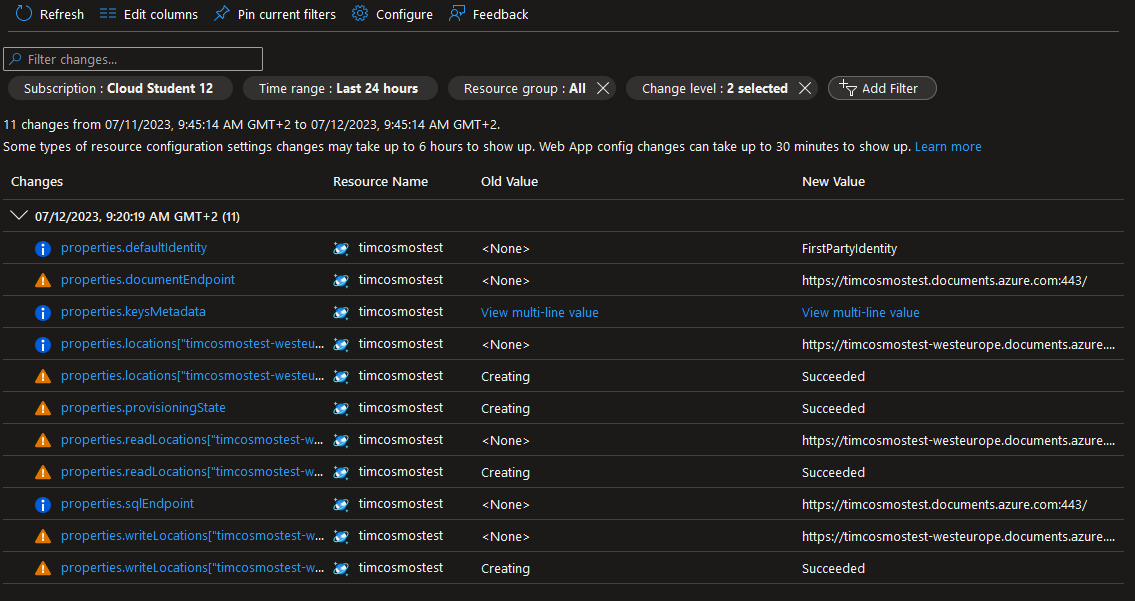 Refresh Edit columns Pin current filters Configure Feedback
Filter changes...
Subscription : Cloud Student 12 Time range : Last 24 hours Resource group : All Change level : 2 selected Add Filter
11 changes from 07/11/2023, 9:45:14 AM GMT+2 to 07/12/2023, 9:45:14 AM GMT+2.
Some types of resource configuration settings changes may take up to 6 hours to show up. Web App config changes can take up to 30 minutes to show up. Learn more
Changes Resource Name Old Value New Value
07/12/2023, 9:20:19 AM GMT+2 (11)
properties.defaultIdentity timcosmostest <None> FirstPartyIdentity
properties.documentEndpoint timcosmostest <None> https://timcosmostest.documents.azure.com:443/
properties.keysMetadata timcosmostest View multi-line value View multi-line value
properties.locations["timcosmostest-westeu... timcosmostest <None> https://timcosmostest-westeurope.documents.azure....
properties.locations["timcosmostest-westeu... timcosmostest Creating Succeeded
properties.provisioningState timcosmostest Creating Succeeded
properties.readLocations["timcosmostest-w... timcosmostest <None> https://timcosmostest-westeurope.documents.azure....
properties.readLocations["timcosmostest-w... timcosmostest Creating Succeeded
properties.sqlEndpoint timcosmostest <None> https://timcosmostest.documents.azure.com:443/
properties.writeLocations["timcosmostest-w... timcosmostest <None> https://timcosmostest-westeurope.documents.azure....
properties.writeLocations["timcosmostest-w... timcosmostest Creating Succeeded